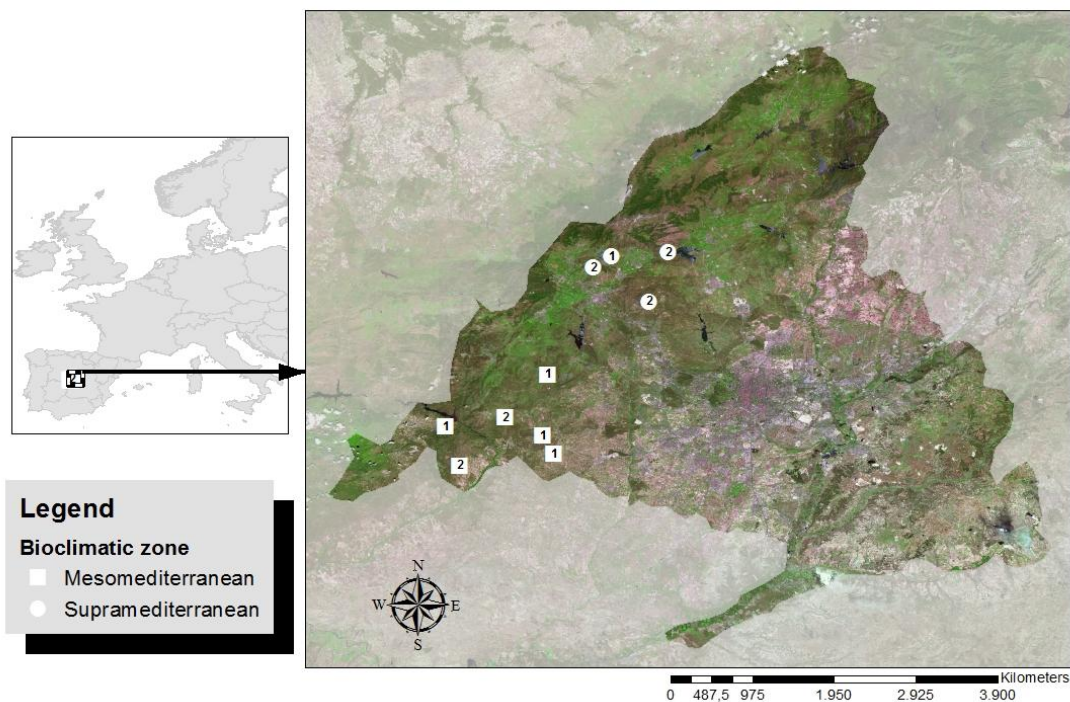 1
2
2
2
1
2
1
1
1
2
Legend
Bioclimatic zone
Mesomediterranean
Supramediterranean
N
W E
S
Kilometers
0 487,5 975 1.950 2.925 3.900